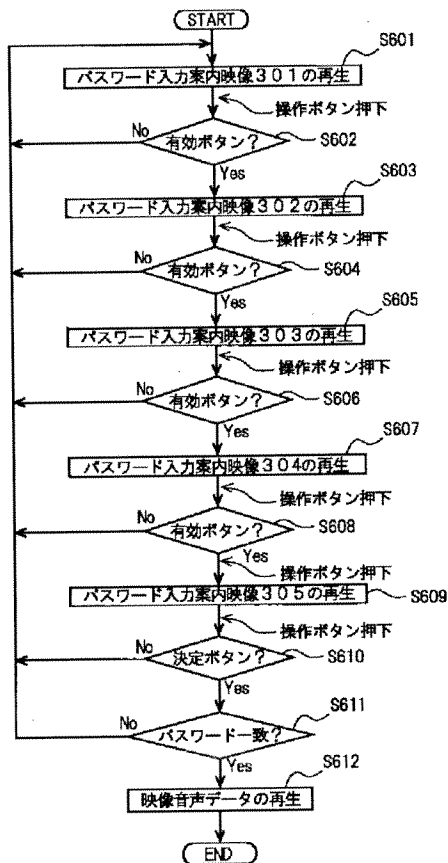 START
S601
パスワード入力案内映像301の再生
操作ボタン押下
No
有効ボタン?
S602
Yes
S603
パスワード入力案内映像302の再生
操作ボタン押下
No
有効ボタン?
S604
Yes
S605
パスワード入力案内映像303の再生
操作ボタン押下
No
有効ボタン?
S606
Yes
S607
パスワード入力案内映像304の再生
操作ボタン押下
No
有効ボタン?
S608
Yes
操作ボタン押下
パスワード入力案内映像305の再生
S609
操作ボタン押下
No
決定ボタン?
S610
Yes
S611
No
パスワード一致?
Yes
S612
映像音声データの再生
END